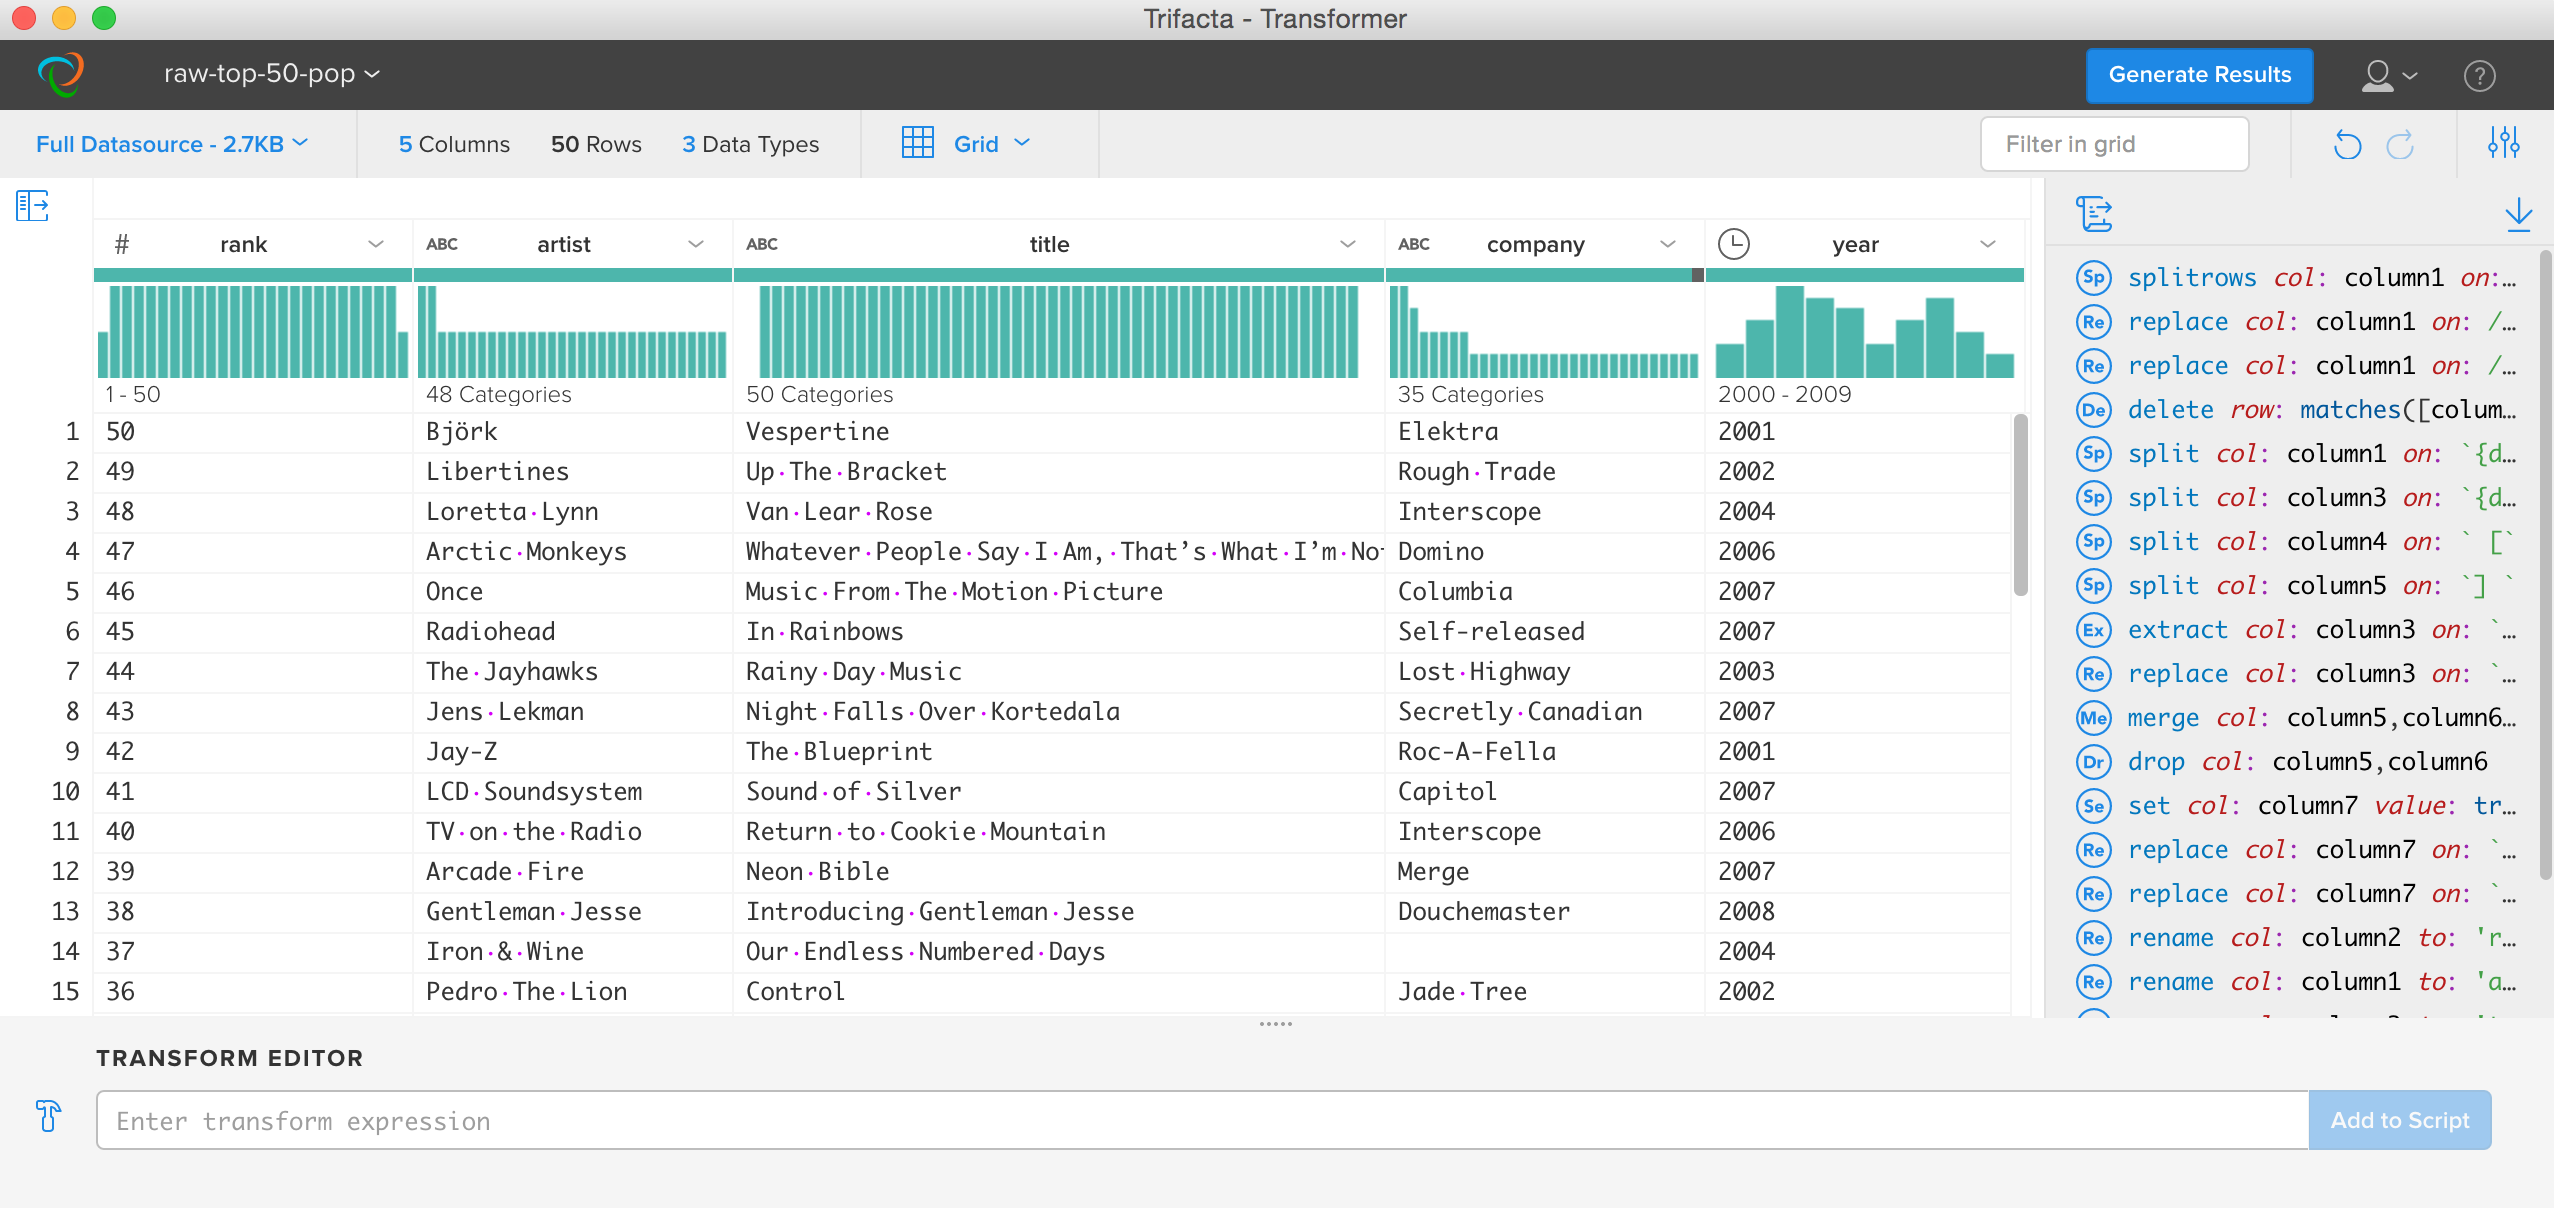 Trifacta - Transformer
raw-top-50-pop
Generate Results
?
Full Datasource - 2.7KB
5 Columns 50 Rows 3 Data Types
Grid
Filter in grid
# rank ABC artist ABC title ABC company year
1 - 50 48 Categories 50 Categories 35 Categories 2000 - 2009
1 50 Björk Vespertine Elektra 2001
2 49 Libertines Up·The·Bracket Rough·Trade 2002
3 48 Loretta·Lynn Van·Lear·Rose Interscope 2004
4 47 Arctic·Monkeys Whatever·People·Say·I·Am,·That’s·What·I’m·No Domino 2006
5 46 Once Music·From·The·Motion·Picture Columbia 2007
6 45 Radiohead In·Rainbows Self-released 2007
7 44 The·Jayhawks Rainy·Day·Music Lost·Highway 2003
8 43 Jens·Lekman Night·Falls·Over·Kortedala Secretly·Canadian 2007
9 42 Jay-Z The·Blueprint Roc-A-Fella 2001
10 41 LCD·Soundsystem Sound·of·Silver Capitol 2007
11 40 TV·on·the·Radio Return·to·Cookie·Mountain Interscope 2006
12 39 Arcade·Fire Neon·Bible Merge 2007
13 38 Gentleman·Jesse Introducing·Gentleman·Jesse Douchemaster 2008
14 37 Iron·&·Wine Our·Endless·Numbered·Days 2004
15 36 Pedro·The·Lion Control Jade·Tree 2002
Sp splitrows col: column1 on:…
Re replace col: column1 on: /…
Re replace col: column1 on: /…
De delete row: matches([colum…
Sp split col: column1 on: `{d…
Sp split col: column3 on: `{d…
Sp split col: column4 on: ` [`
Sp split col: column5 on: `] `
Ex extract col: column3 on: `…
Re replace col: column3 on: `…
Me merge col: column5,column6…
Dr drop col: column5,column6
Se set col: column7 value: tr…
Re replace col: column7 on: `…
Re replace col: column7 on: `…
Re rename col: column2 to: 'r…
Re rename col: column1 to: 'a…
TRANSFORM EDITOR
Enter transform expression
Add to Script